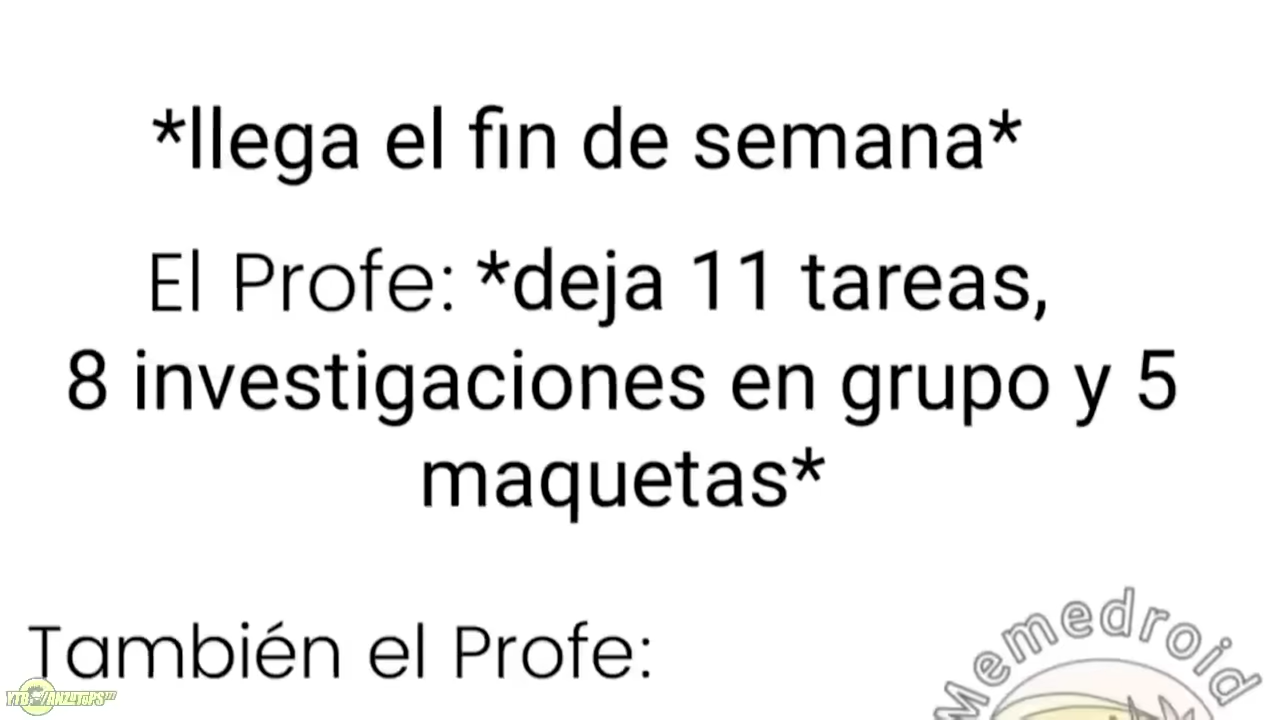 *llega el fin de semana*
El Profe: *deja 11 tareas,
8 investigaciones en grupo y 5
maquetas*
También el Profe:
Memedroid